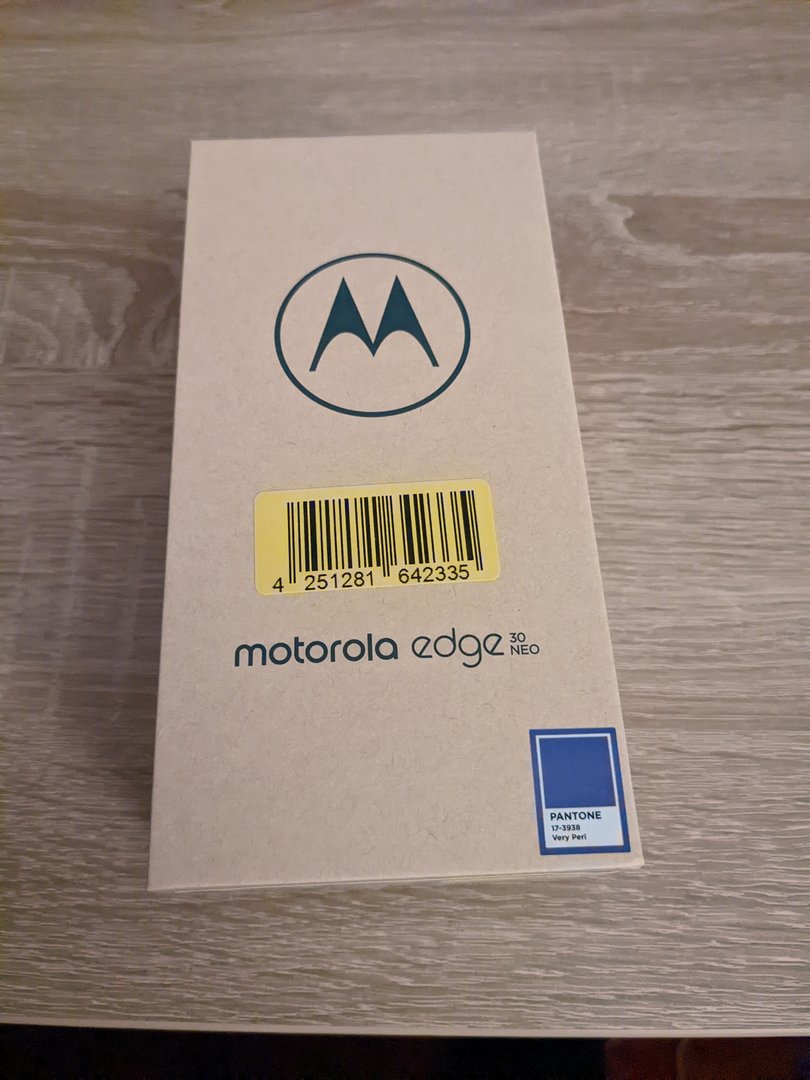 4 251281 642335
motorola edge 30 NEO
PANTONE
17-3938
Very Peri